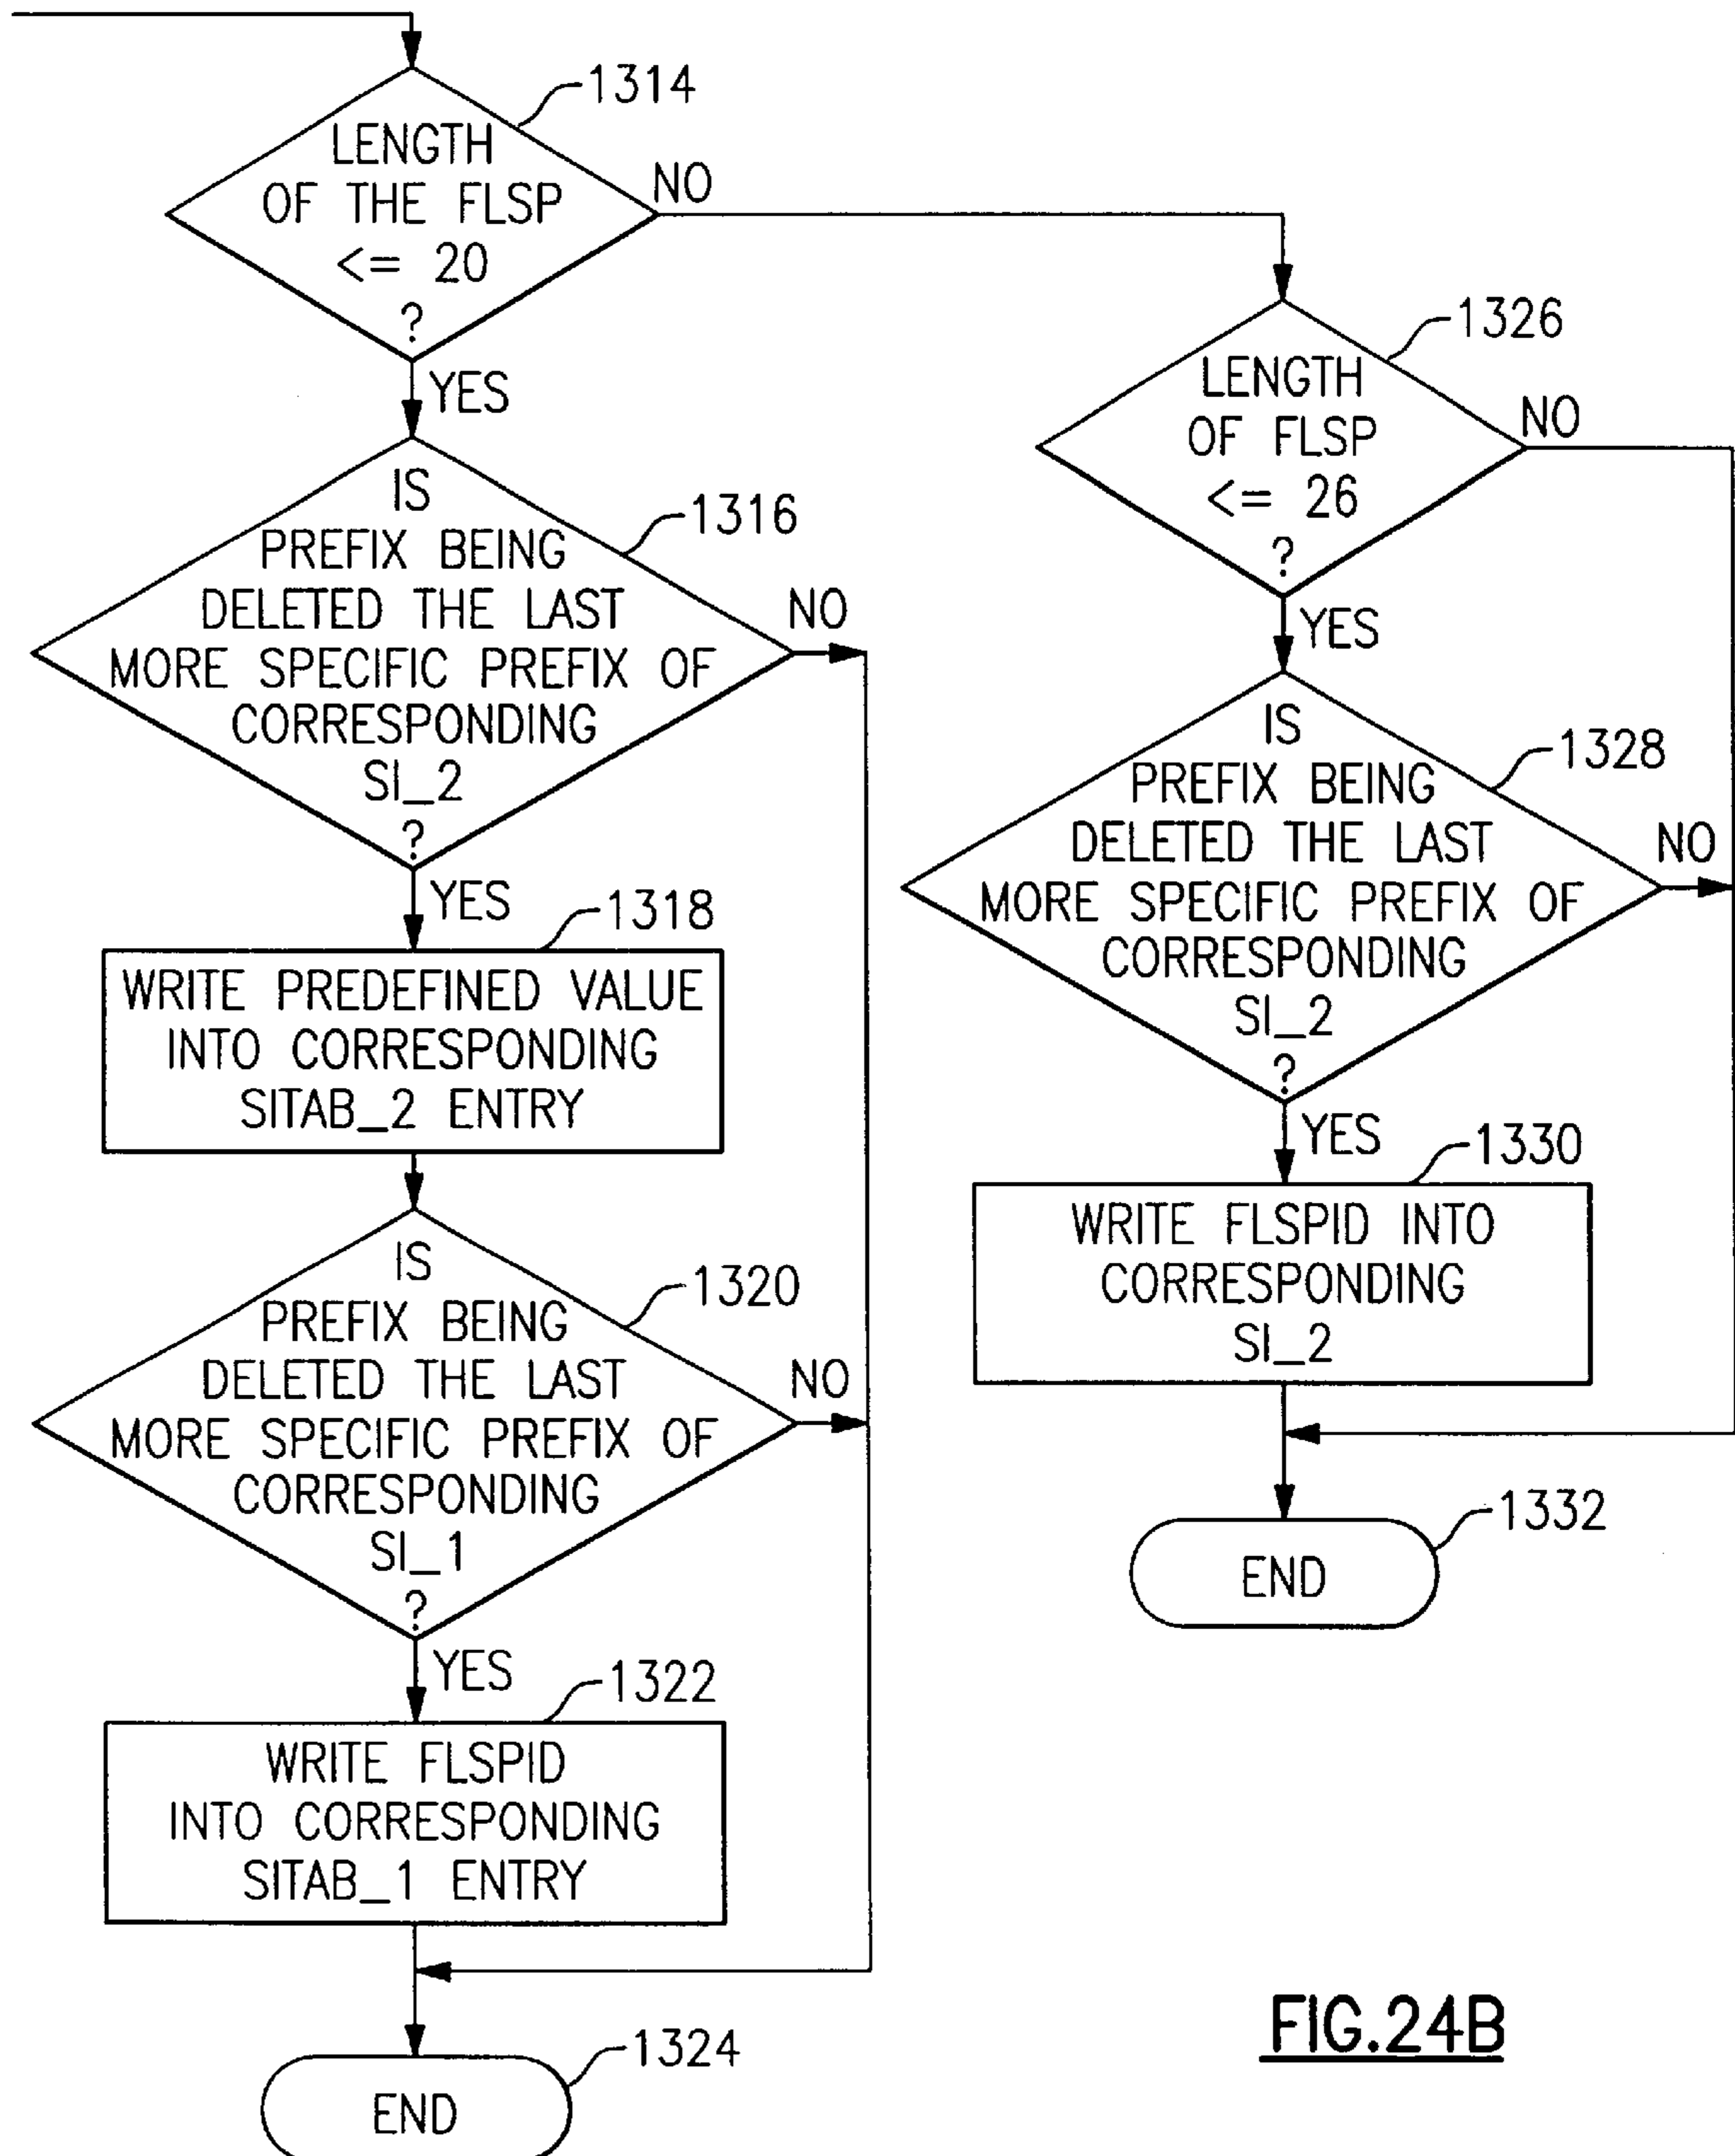 1314
LENGTH
OF THE FLSP
<= 20
?
NO
YES
IS
PREFIX BEING
DELETED THE LAST
MORE SPECIFIC PREFIX OF
CORRESPONDING
SI_2
?
1316
NO
YES
1318
WRITE PREDEFINED VALUE
INTO CORRESPONDING
SITAB_2 ENTRY
IS
PREFIX BEING
DELETED THE LAST
MORE SPECIFIC PREFIX OF
CORRESPONDING
SI_1
?
1320
NO
YES
1322
WRITE FLSPID
INTO CORRESPONDING
SITAB_1 ENTRY
1324
END
1326
LENGTH
OF FLSP
<= 26
?
NO
YES
IS
PREFIX BEING
DELETED THE LAST
MORE SPECIFIC PREFIX OF
CORRESPONDING
SI_2
?
1328
NO
YES
1330
WRITE FLSPID INTO
CORRESPONDING
SI_2
1332
END
FIG.24B